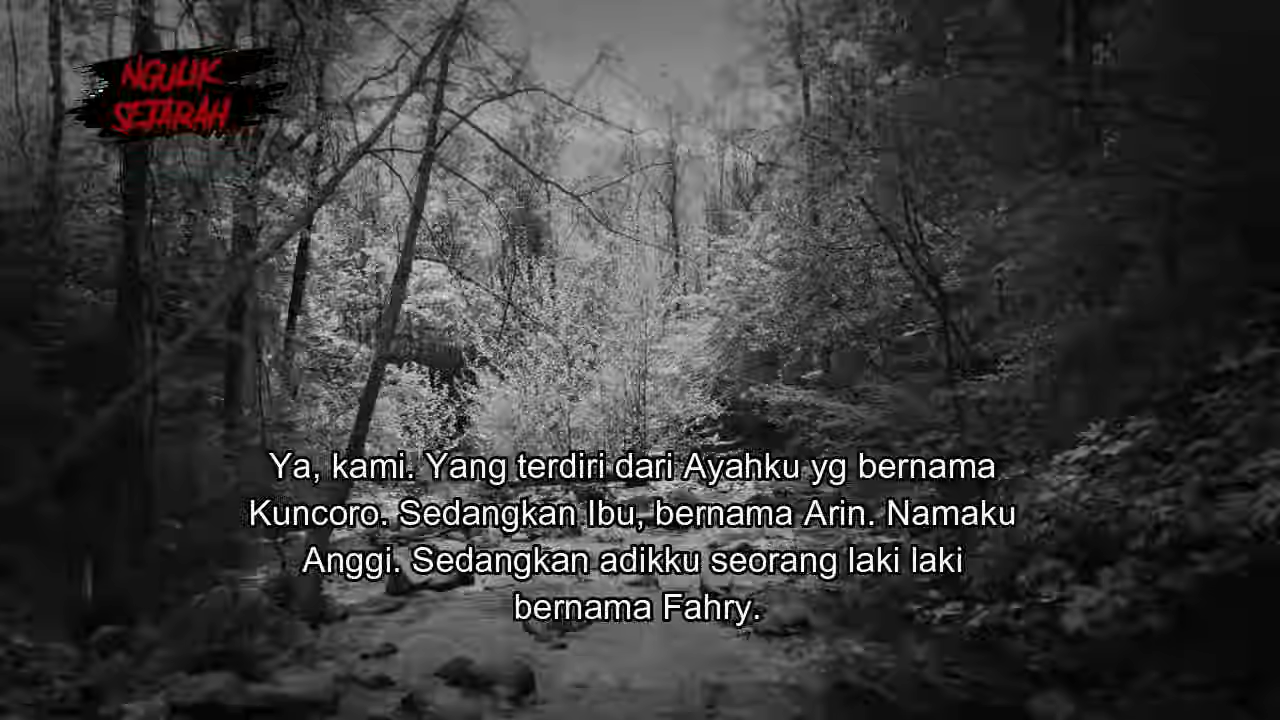 NGULIK
SEJARAH
Ya, kami. Yang terdiri dari Ayahku yg bernama
Kuncoro. Sedangkan Ibu, bernama Arin. Namaku
Anggi. Sedangkan adikku seorang laki laki
bernama Fahry.